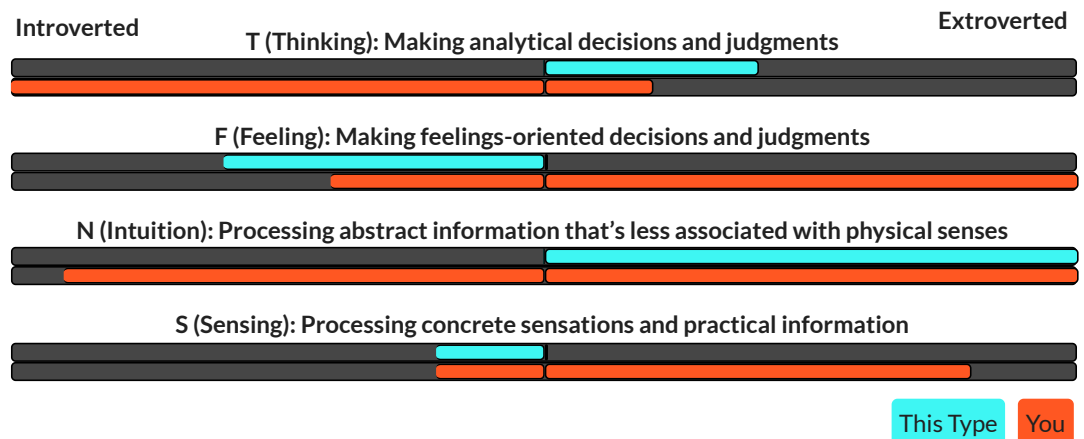 Introverted
Extroverted
T (Thinking): Making analytical decisions and judgments
F (Feeling): Making feelings-oriented decisions and judgments
N (Intuition): Processing abstract information that’s less associated with physical senses
S (Sensing): Processing concrete sensations and practical information
This Type
You